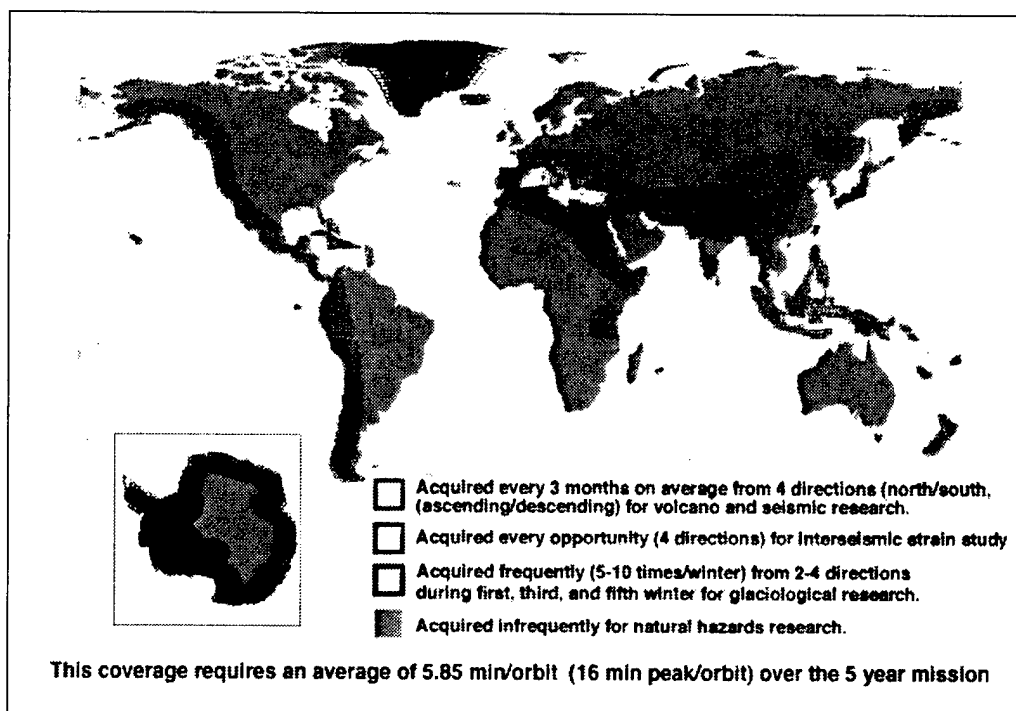 Acquired every 3 months on average from 4 directions (north/south,
(ascending/descending) for volcano and seismic research.
Acquired every opportunity (4 directions) for interseismic strain study
Acquired frequently (5-10 times/winter) from 2-4 directions
during first, third, and fifth winter for glaciological research.
Acquired infrequently for natural hazards research.
This coverage requires an average of 5.85 min/orbit (16 min peak/orbit) over the 5 year mission